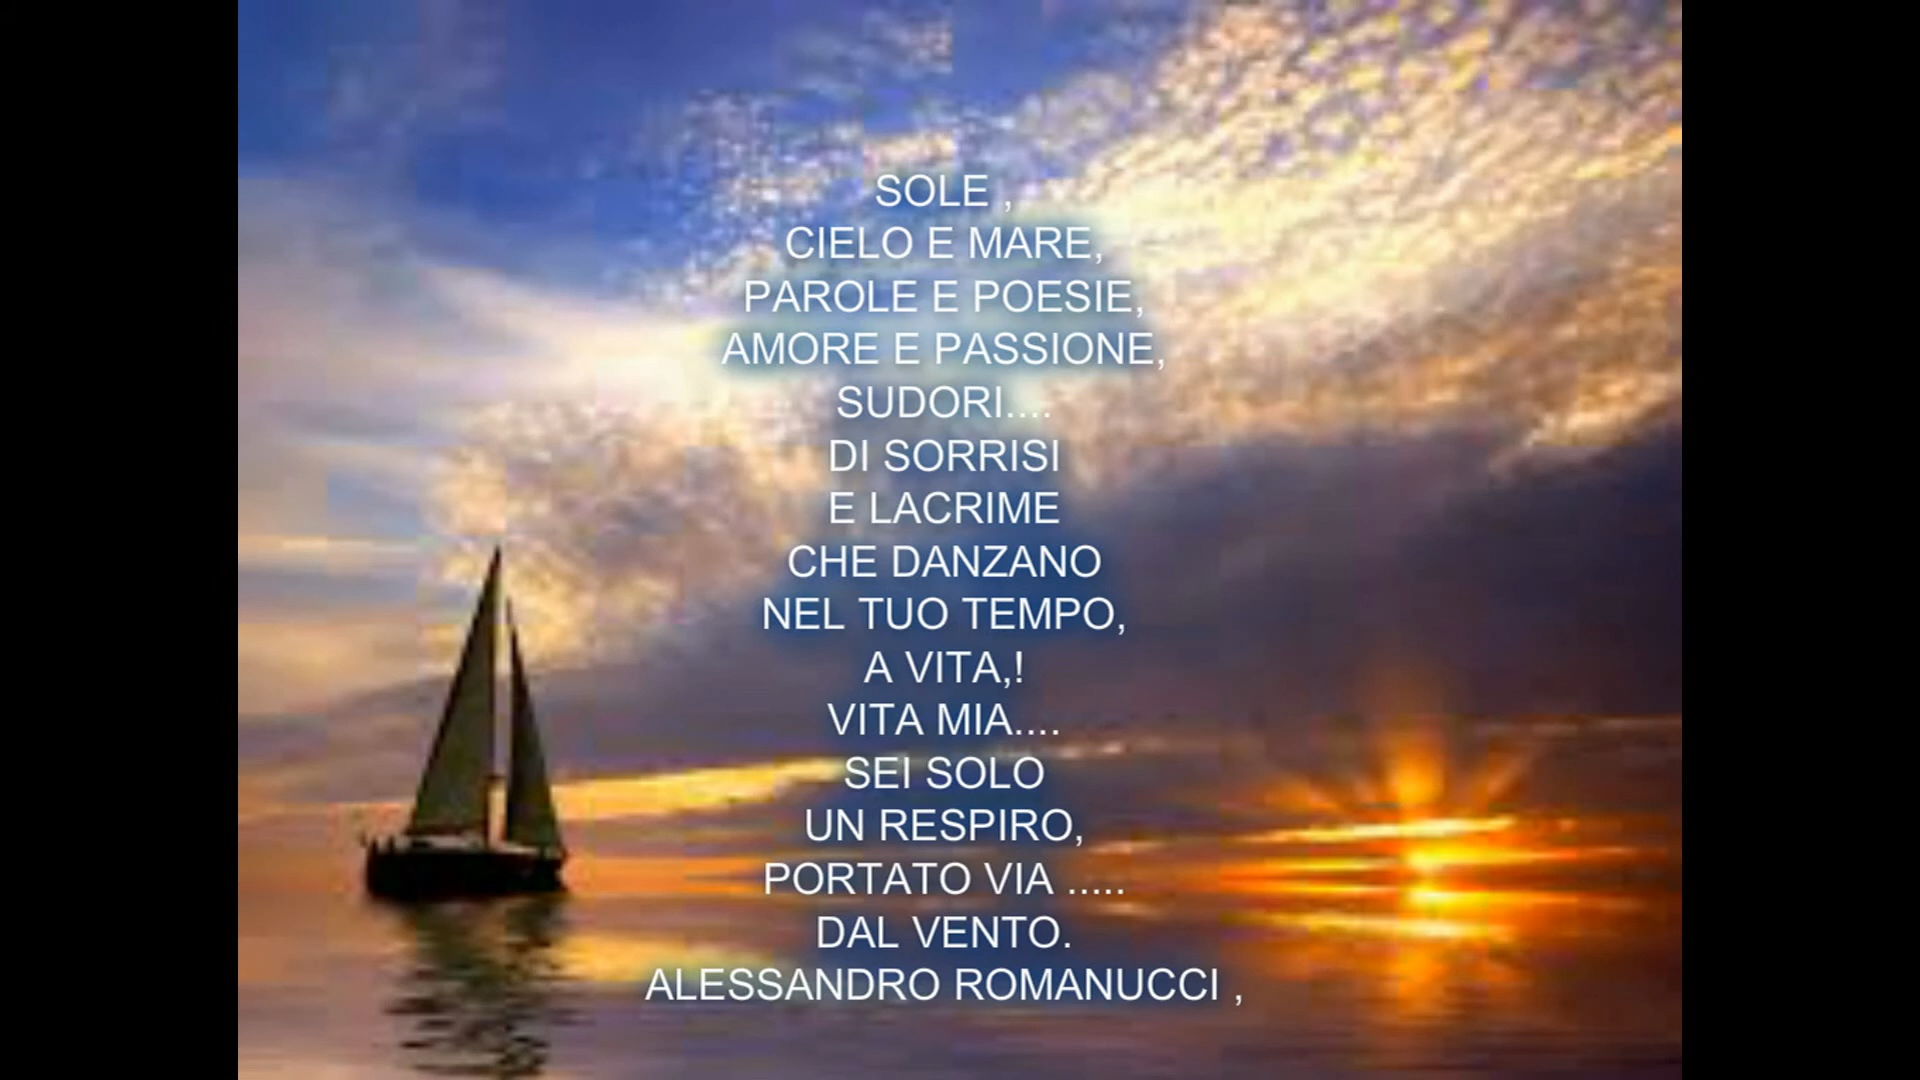 SOLE ,
CIELO E MARE,
PAROLE E POESIE,
AMORE E PASSIONE,
SUDORI....
DI SORRISI
E LACRIME
CHE DANZANO
NEL TUO TEMPO,
A VITA,!
VITA MIA....
SEI SOLO
UN RESPIRO,
PORTATO VIA .....
DAL VENTO.
ALESSANDRO ROMANUCCI ,